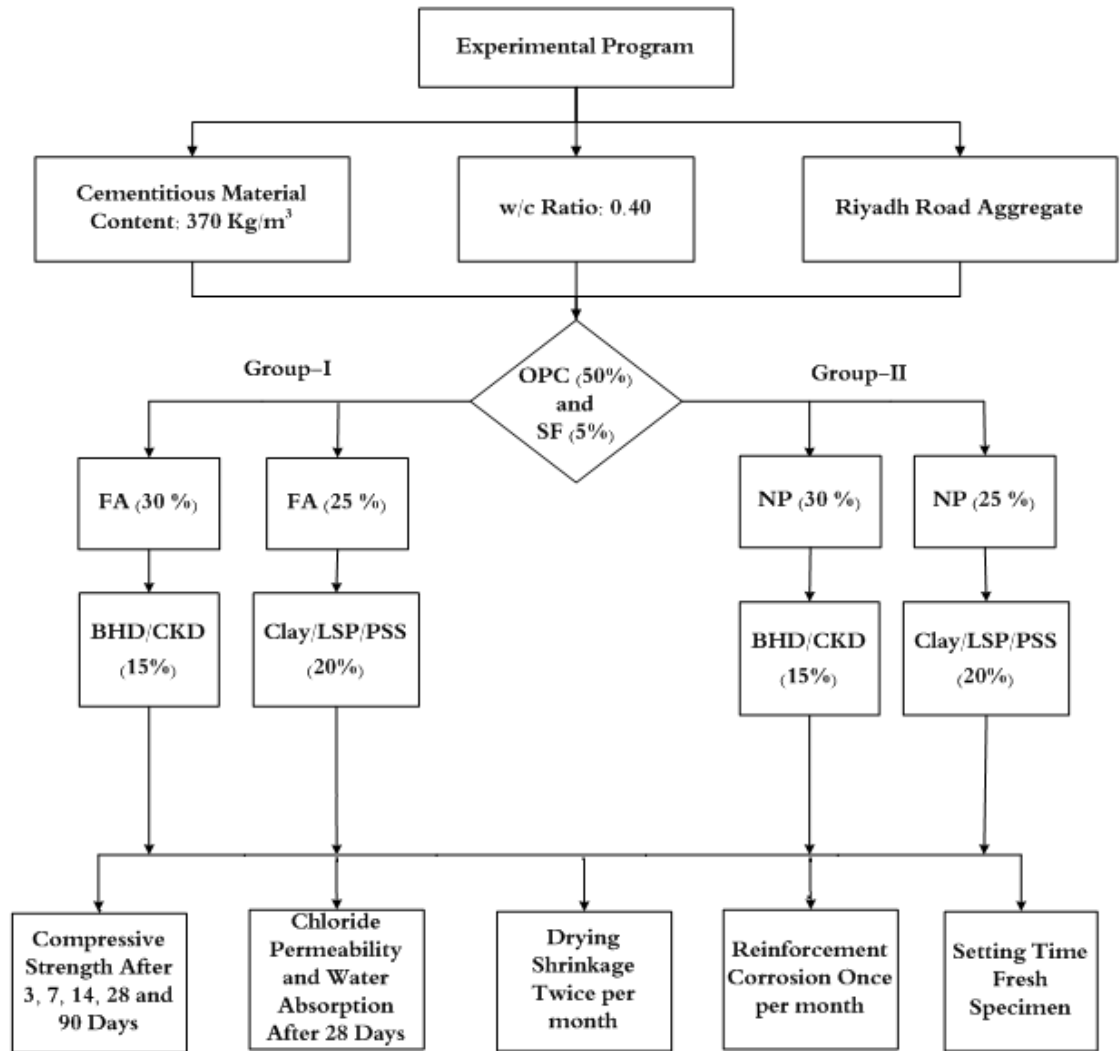 Experimental Program
Cementitious Material
Content: 370 Kg/m³
w/c Ratio: 0.40
Riyadh Road Aggregate
Group-I
OPC (50%)
and
SF (5%)
Group-II
FA (30 %)
FA (25 %)
NP (30 %)
NP (25 %)
BHD/CKD
(15%)
Clay/LSP/PSS
(20%)
BHD/CKD
(15%)
Clay/LSP/PSS
(20%)
Compressive
Strength After
3, 7, 14, 28 and
90 Days
Chloride
Permeability
and Water
Absorption
After 28 Days
Drying
Shrinkage
Twice per
month
Reinforcement
Corrosion Once
per month
Setting Time
Fresh
Specimen